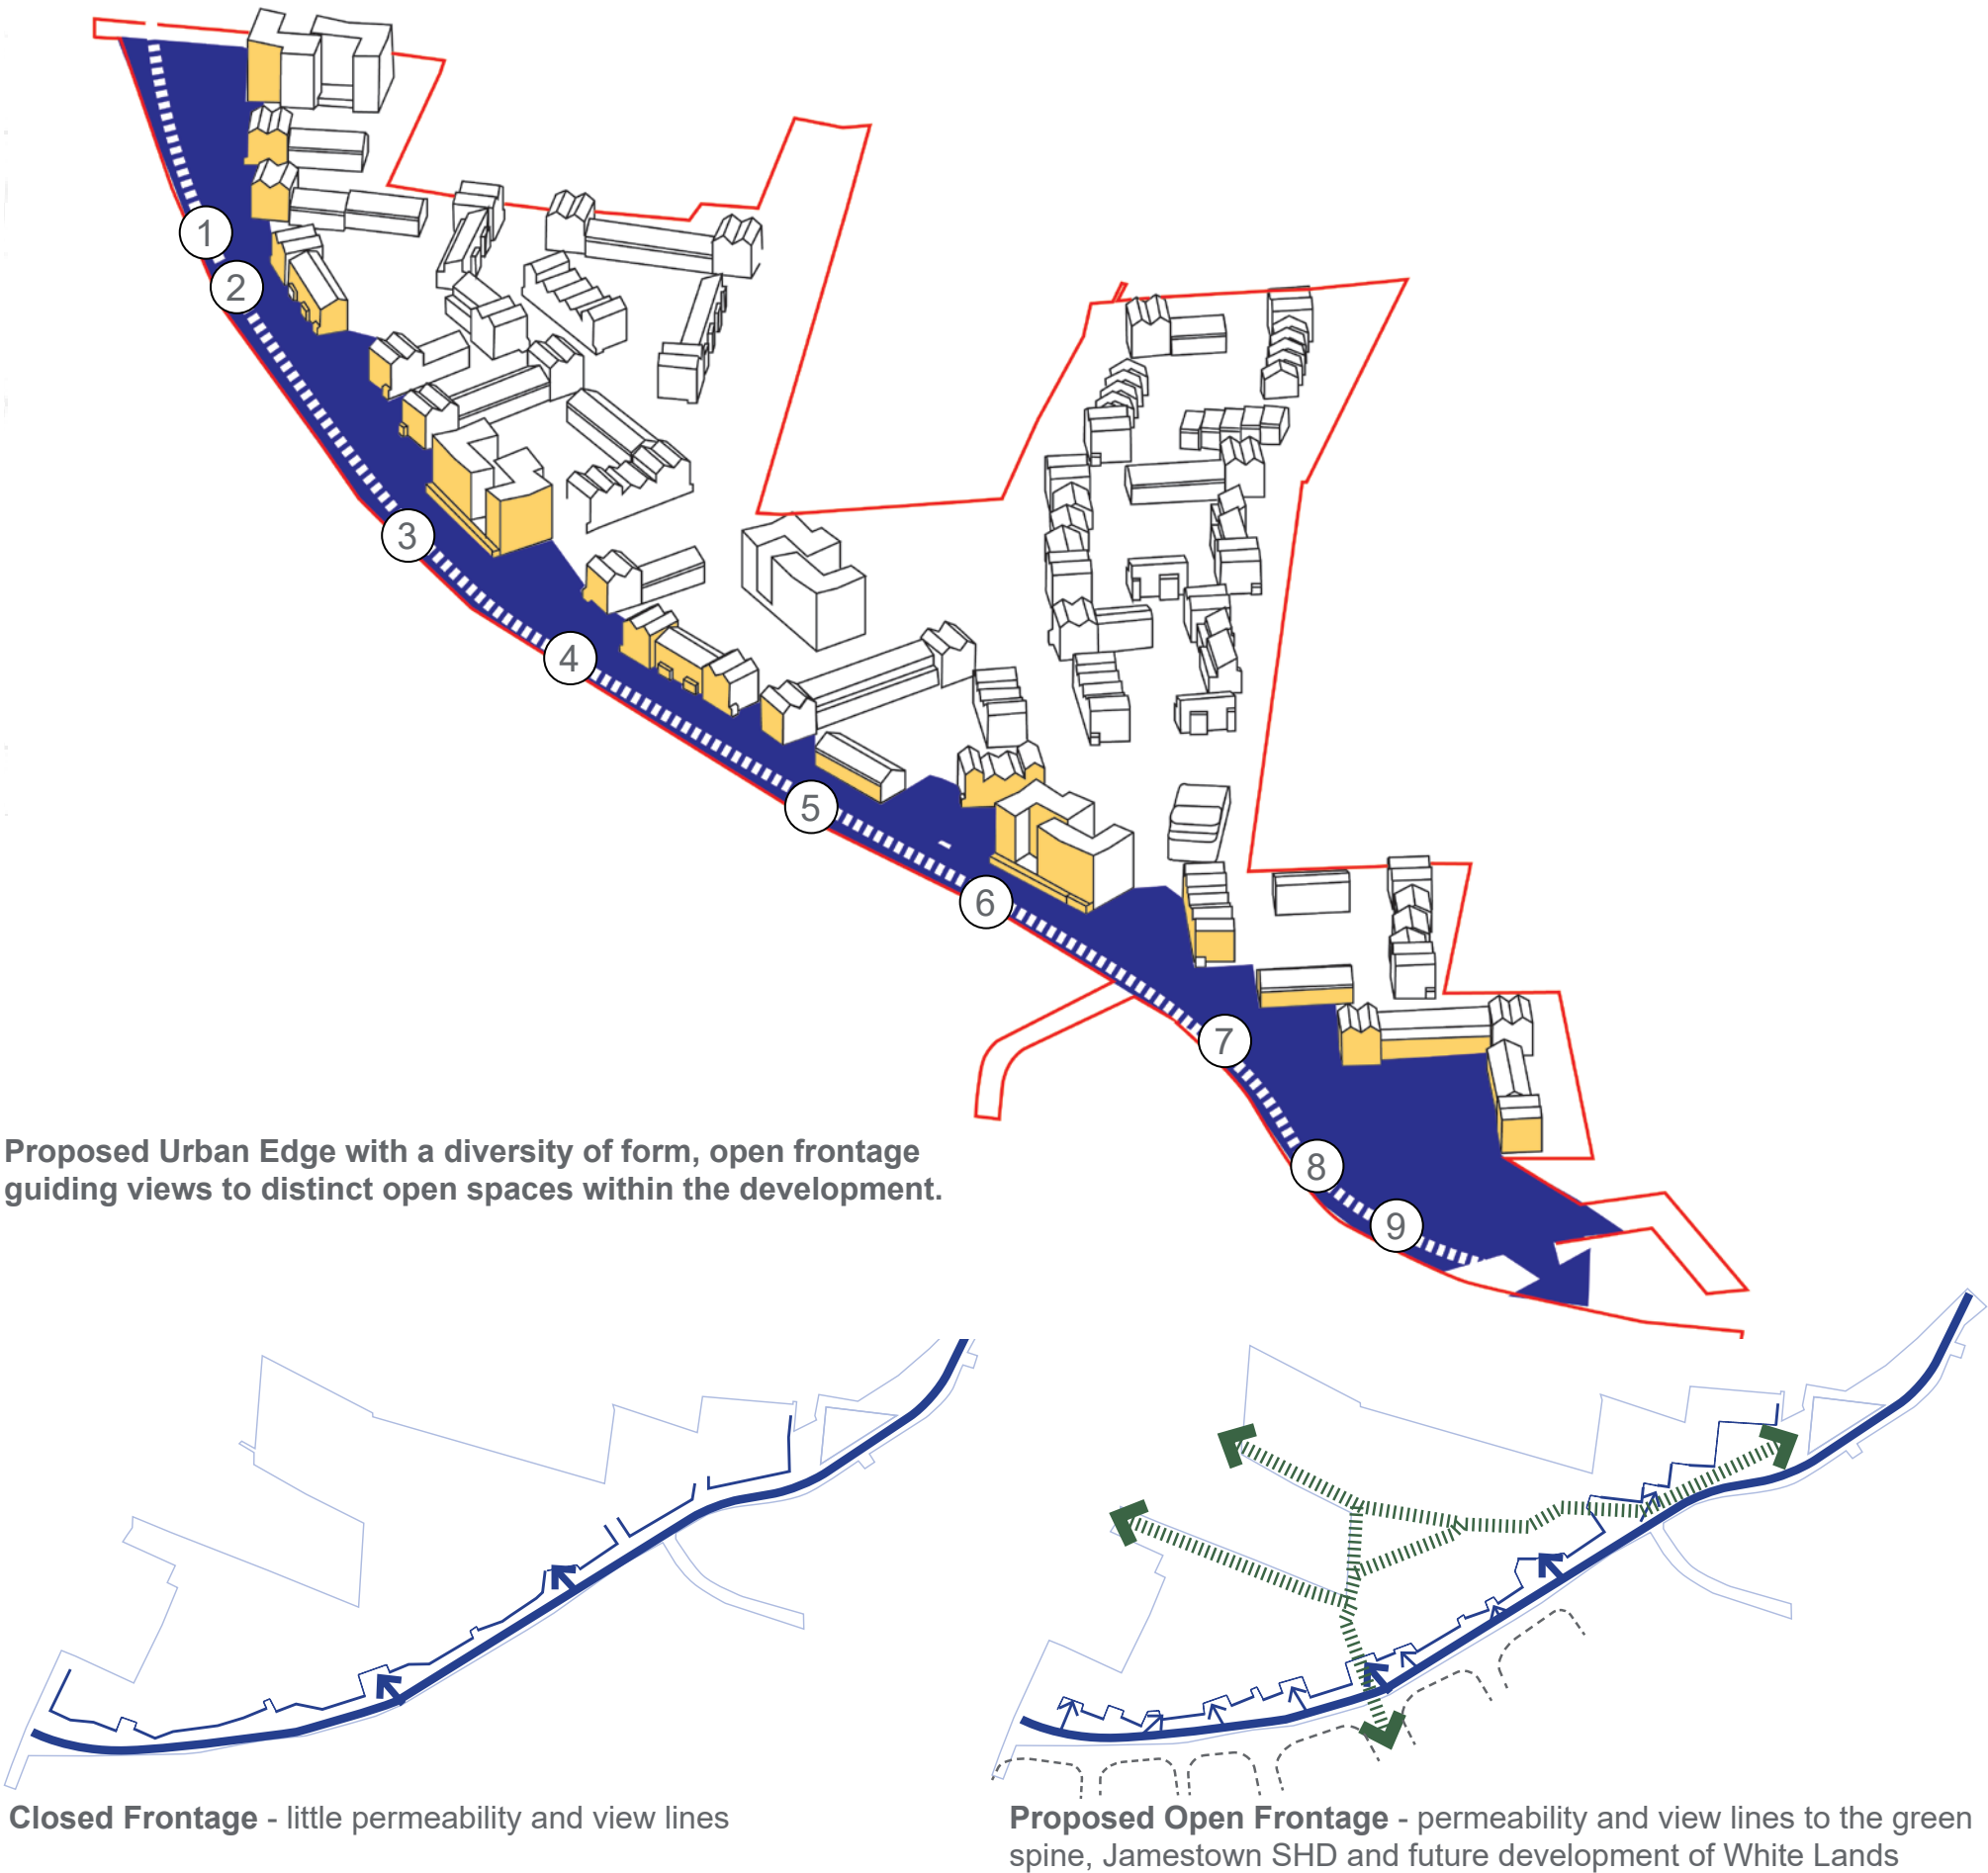 1
2
3
4
5
6
7
8
9
Proposed Urban Edge with a diversity of form, open frontage
guiding views to distinct open spaces within the development.
Closed Frontage - little permeability and view lines
Proposed Open Frontage - permeability and view lines to the green
spine, Jamestown SHD and future development of White Lands